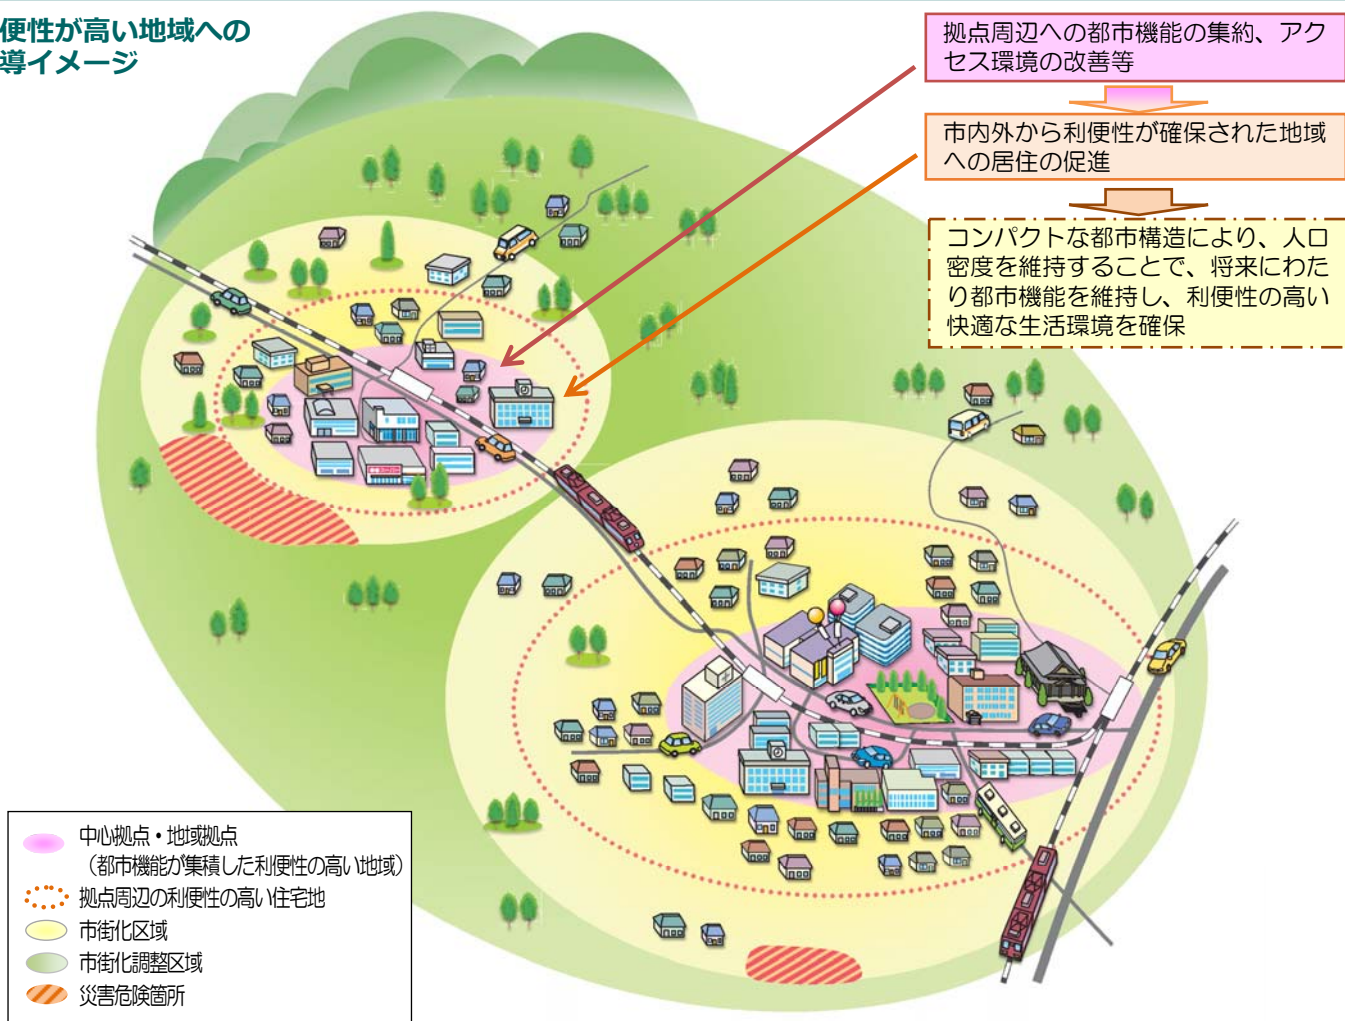 便性が高い地域への
導イメージ
拠点周辺への都市機能の集約、アク
セス環境の改善等
市内外から利便性が確保された地域
への居住の促進
コンパクトな都市構造により、人口
密度を維持することで、将来にわた
り都市機能を維持し、利便性の高い
快適な生活環境を確保
中心拠点・地域拠点
（都市機能が集積した利便性の高い地域）
拠点周辺の利便性の高い住宅地
市街化区域
市街化調整区域
災害危険箇所